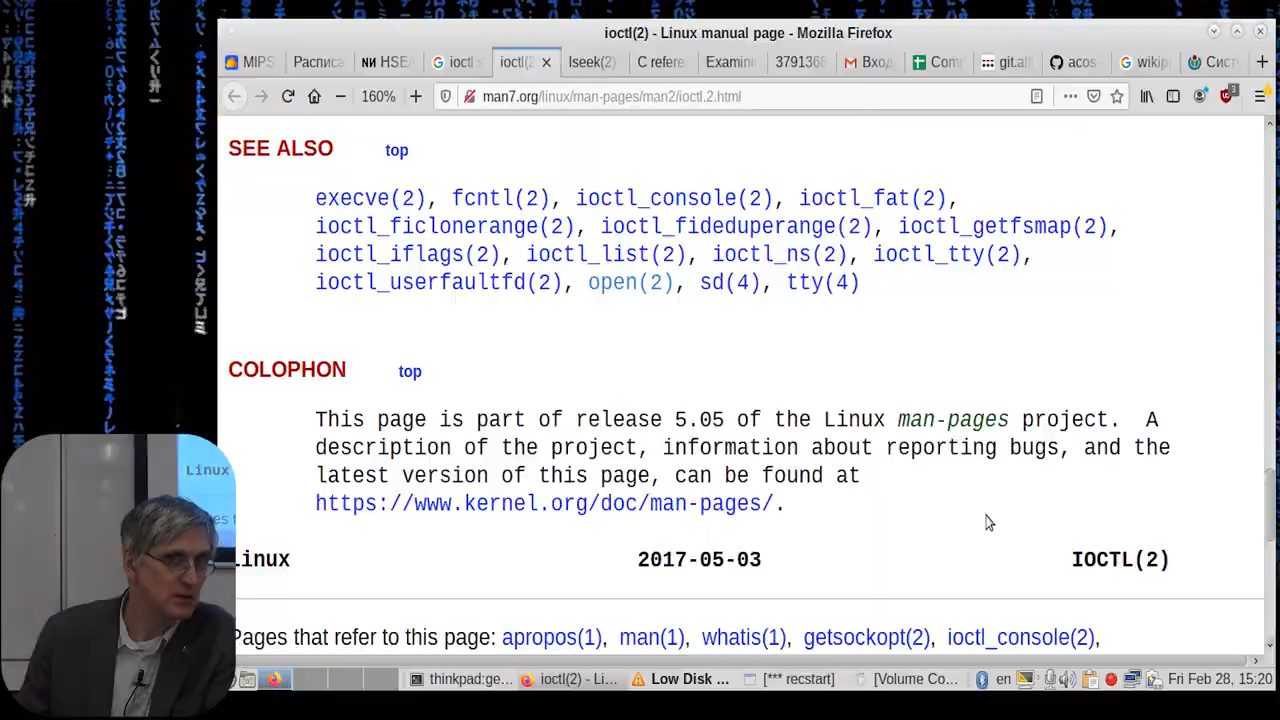 ioctl(2) - Linux manual page - Mozilla Firefox
MIPS Расписа NИ HSE/ G ioctl s ioctl(2 × lseek(2) C referen Examini 3791368 M Вход Comp git.alt acos G wikip Сист +
160% man7.org/linux/man-pages/man2/ioctl.2.html 3
SEE ALSO top
execve(2), fcntl(2), ioctl_console(2), ioctl_fat(2),
ioctl_ficlonerange(2), ioctl_fideduperange(2), ioctl_getfsmap(2),
ioctl_iflags(2), ioctl_list(2), ioctl_ns(2), ioctl_tty(2),
ioctl_userfaultfd(2), open(2), sd(4), tty(4)
COLOPHON top
This page is part of release 5.05 of the Linux man-pages project. A
description of the project, information about reporting bugs, and the
latest version of this page, can be found at
https://www.kernel.org/doc/man-pages/.
Linux
Linux 2017-05-03 IOCTL(2)
Pages that refer to this page: apropos(1), man(1), whatis(1), getsockopt(2), ioctl_console(2),
thinkpad:ge... ioctl(2) - Li... Low Disk ... [*** recstart] [Volume Co... en Fri Feb 28, 15:20